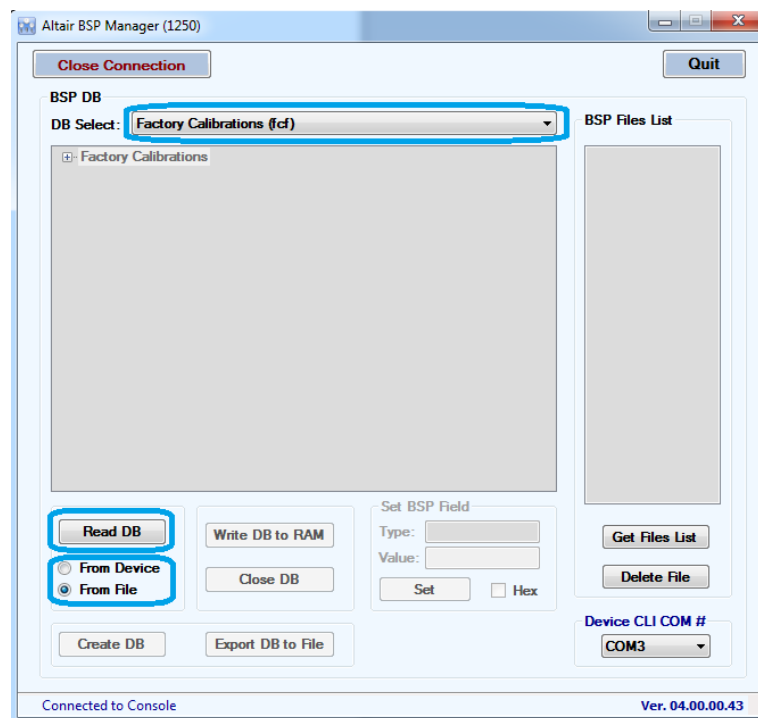 Altair BSP Manager (1250)
Close Connection
Quit
BSP DB
DB Select: Factory Calibrations (fcf)
BSP Files List
Factory Calibrations
Read DB
From Device
From File
Write DB to RAM
Close DB
Set BSP Field
Type:
Value:
Set
Hex
Get Files List
Delete File
Create DB
Export DB to File
Device CLI COM #
COM3
Connected to Console
Ver. 04.00.00.43